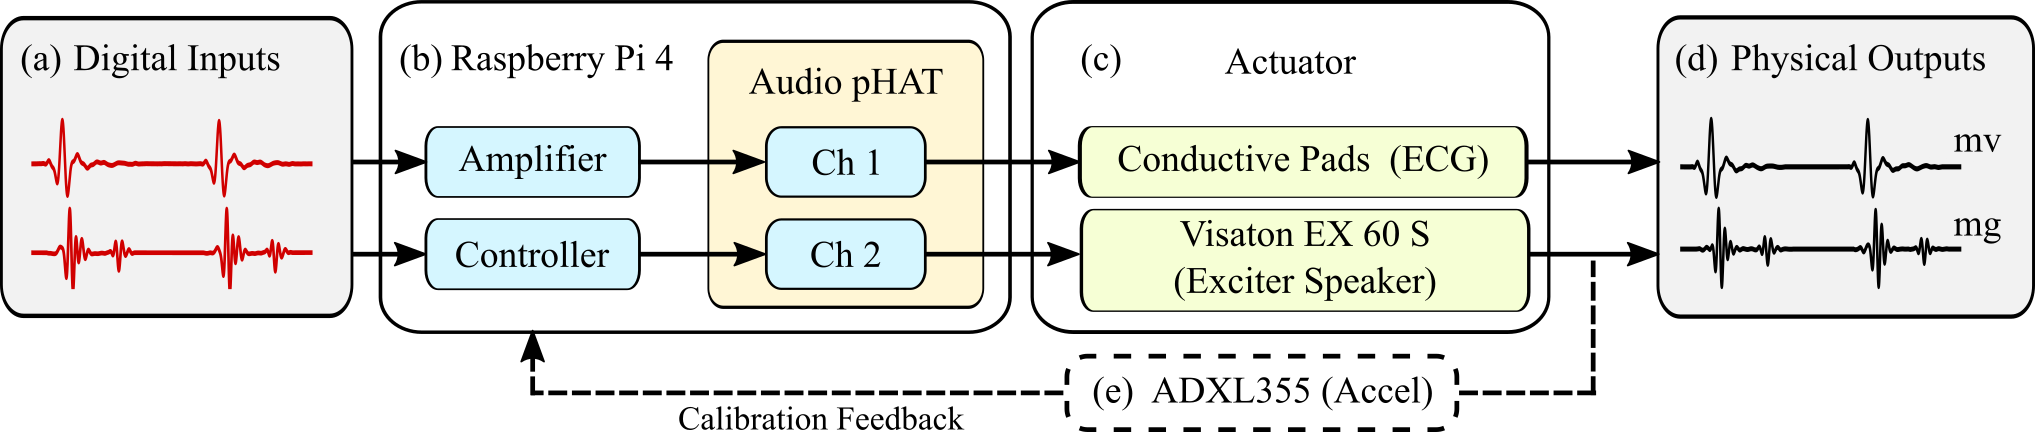 (a) Digital Inputs
(b) Raspberry Pi 4
Audio pHAT
Amplifier
Ch 1
Controller
Ch 2
(c) Actuator
Conductive Pads (ECG)
Visaton EX 60 S
(Exciter Speaker)
(d) Physical Outputs
mv
mg
(e) ADXL355 (Accel)
Calibration Feedback